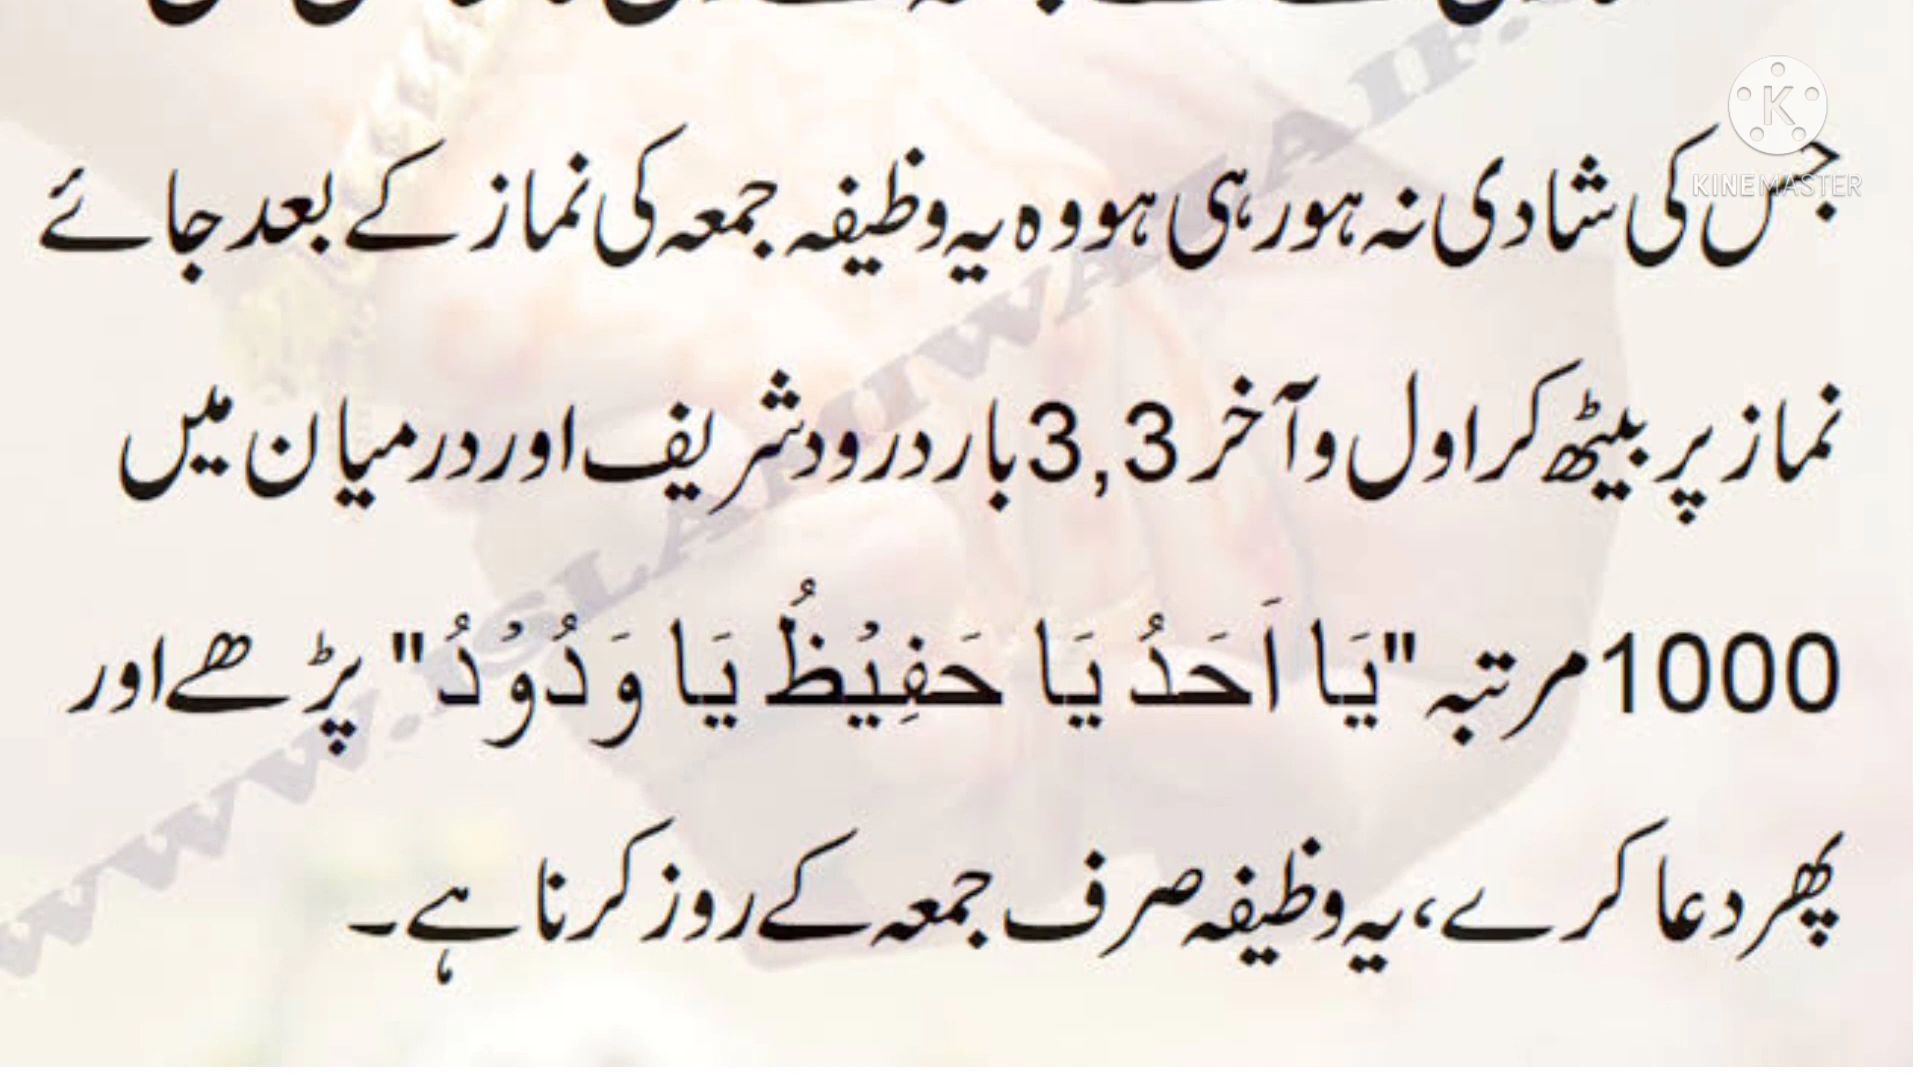 جس کی شادی نہ ہو رہی ہو وہ یہ وظیفہ جمعہ کی نماز کے بعد جائے
نماز پر بیٹھ کر اول و آخر 3,3 بار درود شریف اور درمیان میں
1000 مرتبہ "یَا اَحَدُ یَا حَفِیْظُ یَا وَدُوْدُ" پڑھے اور
پھر دعا کرے، یہ وظیفہ صرف جمعہ کے روز کرنا ہے۔
K
KINEMASTER